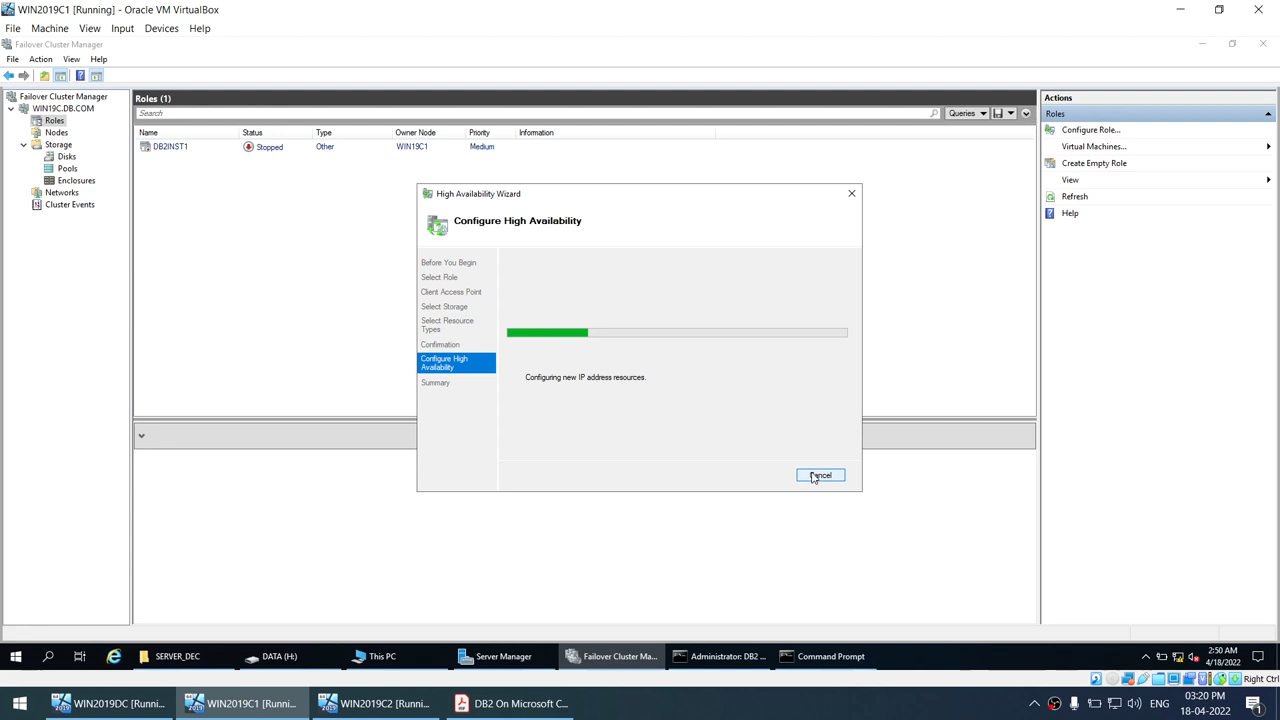 WIN2019C1 [Running] - Oracle VM VirtualBox
File Machine View Input Devices Help
Failover Cluster Manager
File Action View Help
Failover Cluster Manager
WIN19C.DB.COM
Roles
Nodes
Storage
Disks
Pools
Enclosures
Networks
Cluster Events
Roles (1)
Search
Queries
Name Status Type Owner Node Priority Information
DB2INST1 Stopped Other WIN19C1 Medium
High Availability Wizard
Configure High Availability
Before You Begin
Select Role
Client Access Point
Select Storage
Select Resource
Types
Confirmation
Configure High
Availability
Summary
Configuring new IP address resources.
Cancel
Actions
Roles
Configure Role...
Virtual Machines...
Create Empty Role
View
Refresh
Help
SERVER_DEC
DATA (H:)
This PC
Server Manager
Failover Cluster Ma...
Administrator: DB2 ...
Command Prompt
2:50 AM
4/18/2022
Right Ctrl
WIN2019DC [Runnin...
WIN2019C1 [Runni...
WIN2019C2 [Runnin...
DB2 On Microsoft C...
ENG
03:20 PM
18-04-2022
1